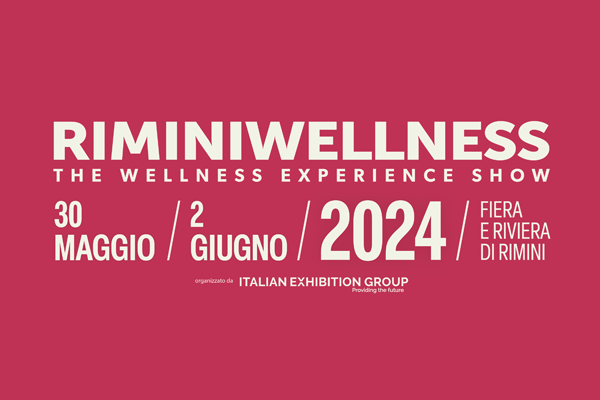 RIMINIWELLNESS
THE WELLNESS EXPERIENCE SHOW
30
MAGGIO
/
2
GIUGNO
/
2024
/
FIERA
E RIVIERA
DI RIMINI
organizzato da ITALIAN EXHIBITION GROUP
Providing the future